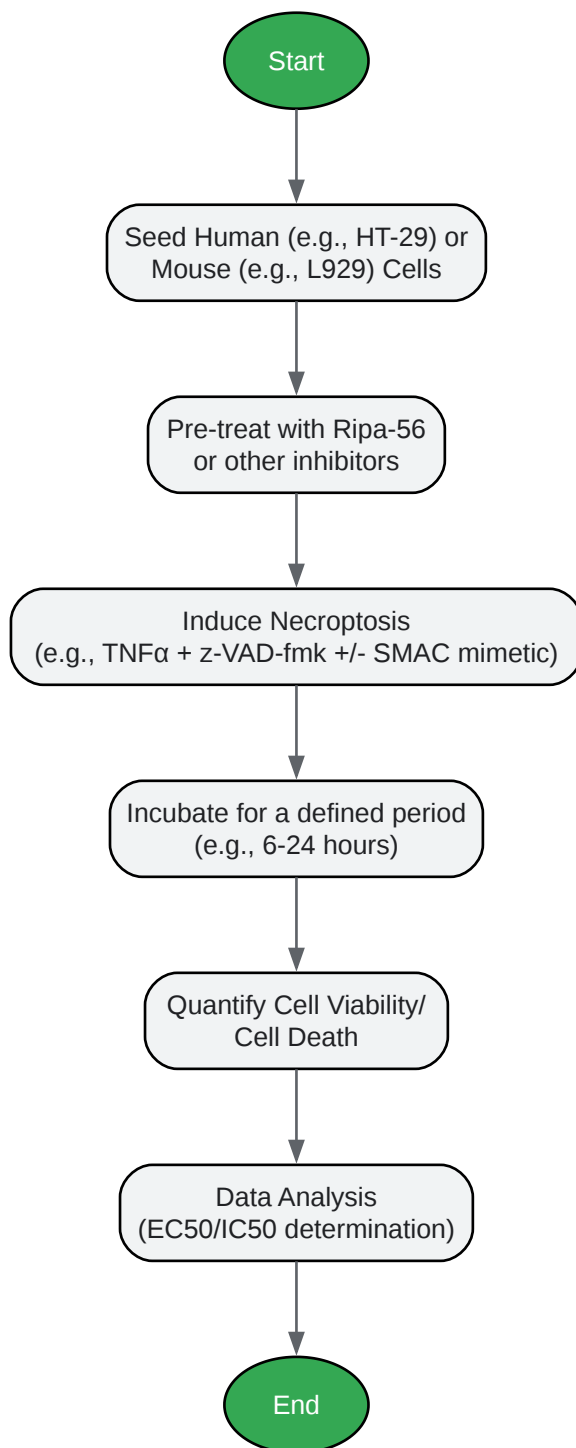 Start
Seed Human (e.g., HT-29) or
Mouse (e.g., L929) Cells
Pre-treat with Ripa-56
or other inhibitors
Induce Necroptosis
(e.g., TNFα + z-VAD-fmk +/- SMAC mimetic)
Incubate for a defined period
(e.g., 6-24 hours)
Quantify Cell Viability/
Cell Death
Data Analysis
(EC50/IC50 determination)
End